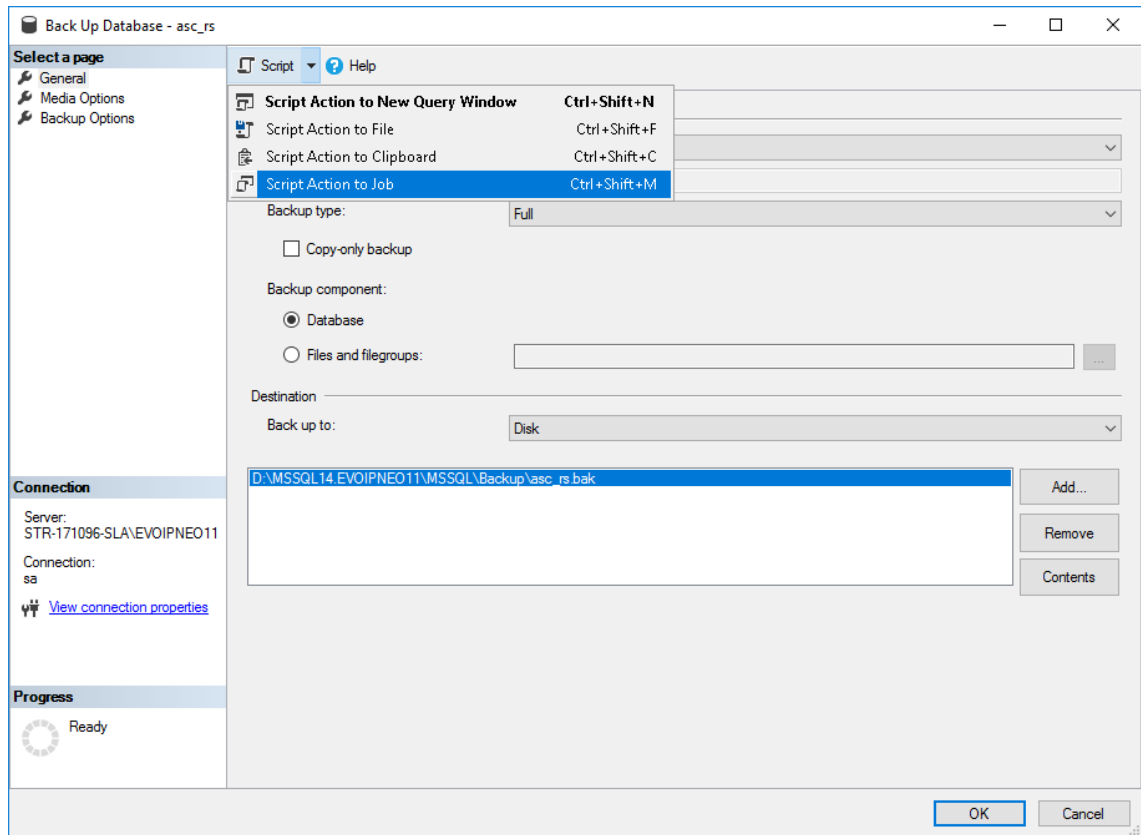 Back Up Database - asc_rs
Select a page
General
Media Options
Backup Options
Script Help
Script Action to New Query Window Ctrl+Shift+N
Script Action to File Ctrl+Shift+F
Script Action to Clipboard Ctrl+Shift+C
Script Action to Job Ctrl+Shift+M
Backup type: Full
Copy-only backup
Backup component:
Database
Files and filegroups: ...
Destination
Back up to: Disk
D:\MSSQL14.EVOIPNEO11\MSSQL\Backup\asc_rs.bak
Add...
Remove
Contents
Connection
Server:
STR-171096-SLA\EVOIPNEO11
Connection:
sa
View connection properties
Progress
Ready
OK Cancel